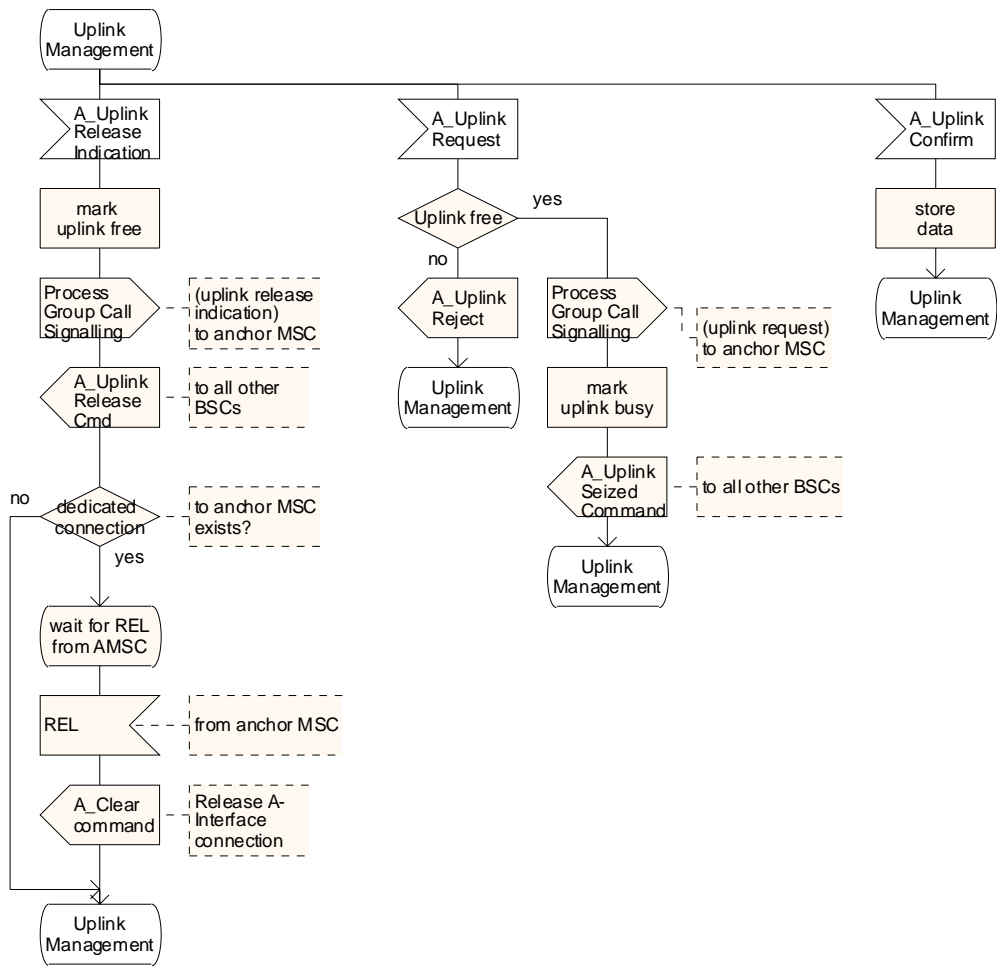 Uplink
Management
A_Uplink
Release
Indication
mark
uplink free
Process
Group Call
Signalling
(uplink release
indication)
to anchor MSC
A_Uplink
Release
Cmd
to all other
BSCs
no
dedicated
connection
to anchor MSC
exists?
yes
wait for REL
from AMSC
REL
from anchor MSC
A_Clear
command
Release A-
Interface
connection
Uplink
Management
A_Uplink
Request
Uplink free
yes
no
A_Uplink
Reject
Uplink
Management
Process
Group Call
Signalling
(uplink request)
to anchor MSC
mark
uplink busy
A_Uplink
Seized
Command
to all other BSCs
Uplink
Management
A_Uplink
Confirm
store
data
Uplink
Management